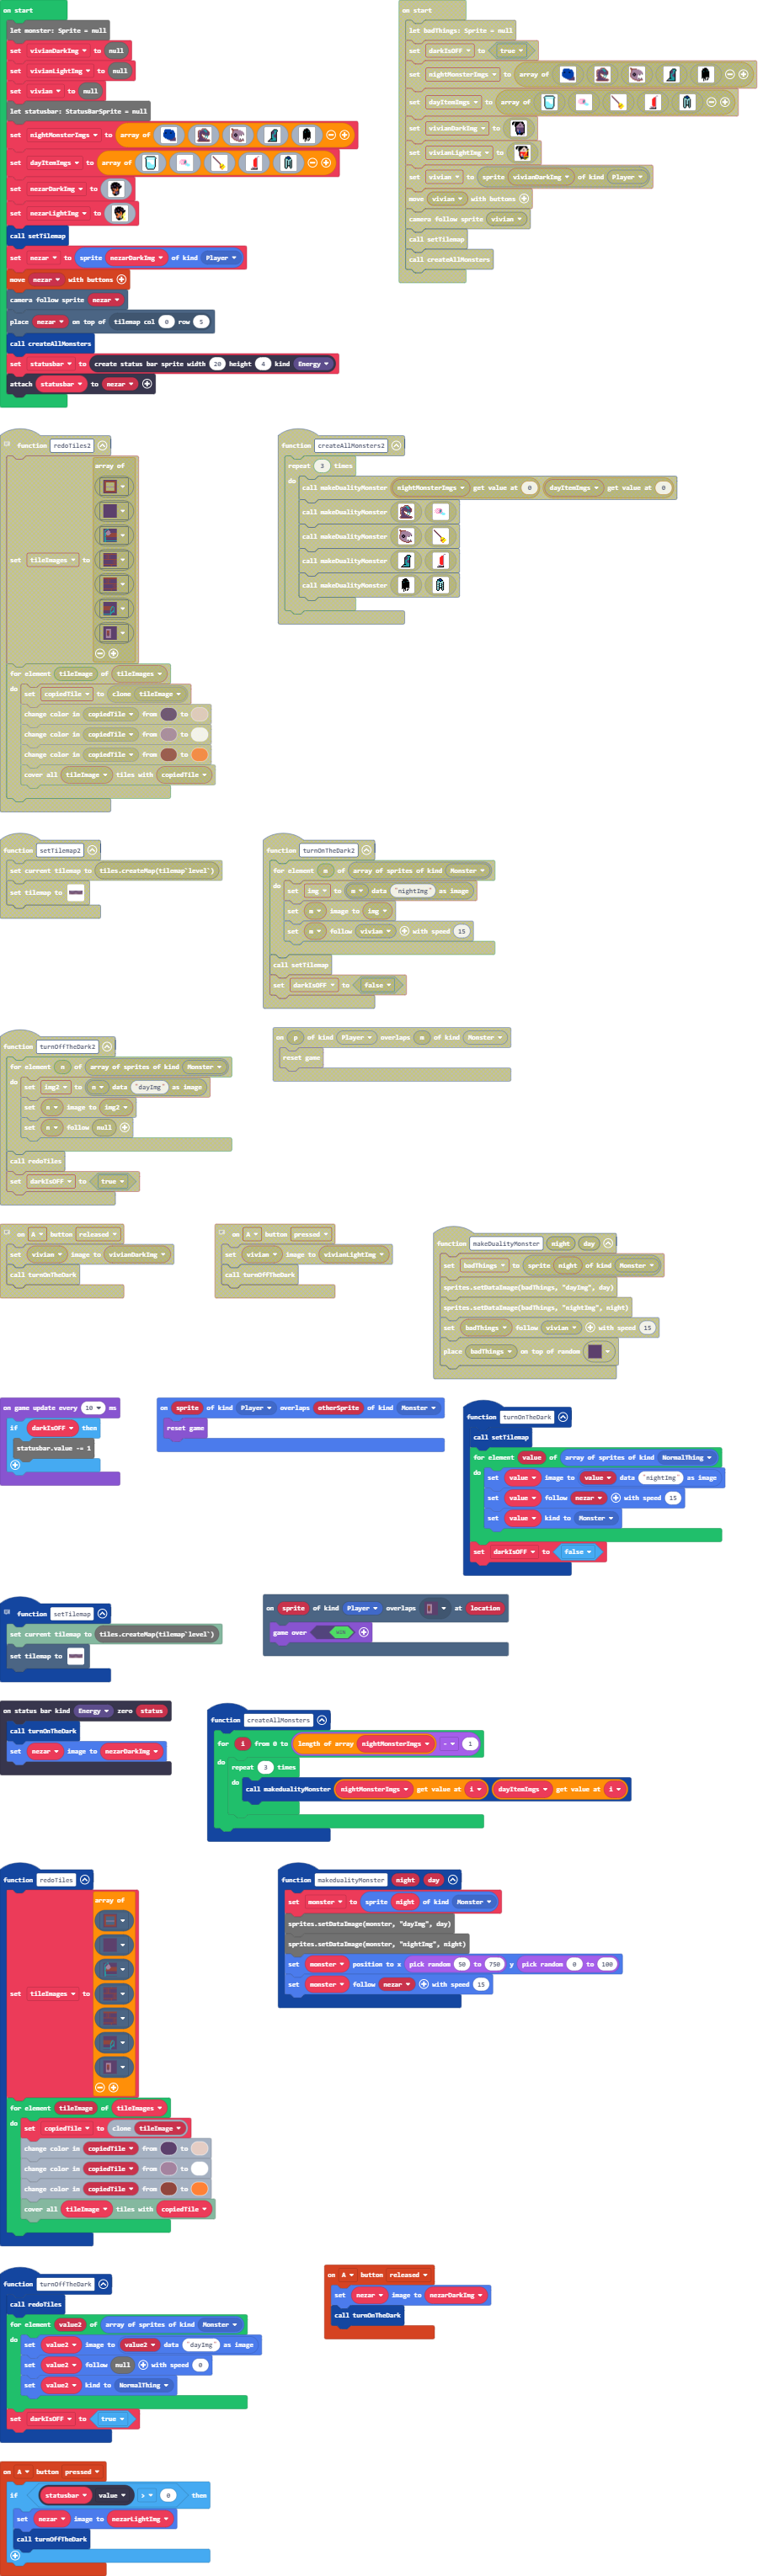 on start
let monster: Sprite = null
set vivianDarkImg to null
set vivianLightImg to null
set vivian to null
let statusbar: StatusBarSprite = null
set nightMonsterImgs to array of
set dayItemImgs to array of
set nezarDarkImg to
set nezarLightImg to
call setTilemap
set nezar to sprite nezarDarkImg of kind Player
move nezar with buttons
camera follow sprite nezar
place nezar on top of tilemap col 0 row 5
call createAllMonsters
set statusbar to create status bar sprite width 20 height 4 kind Energy
attach statusbar to nezar
on start
let badThings: Sprite = null
set darkIsOFF to true
set nightMonsterImgs to array of
set dayItemImgs to array of
set vivianDarkImg to
set vivianLightImg to
set vivian to sprite vivianDarkImg of kind Player
move vivian with buttons
camera follow sprite vivian
call setTilemap
call createAllMonsters
function redoTiles2
array of
set tileImages to
for element tileImage of tileImages
do
set copiedTile to clone tileImage
change color in copiedTile from to
change color in copiedTile from to
change color in copiedTile from to
cover all tileImage tiles with copiedTile
function createAllMonsters2
repeat 3 times
do
call makeDualityMonster nightMonsterImgs get value at 0 dayItemImgs get value at 0
call makeDualityMonster
call makeDualityMonster
call makeDualityMonster
call makeDualityMonster
function setTilemap2
set current tilemap to tiles.createMap(tilemap`level`)
set tilemap to
function turnOnTheDark2
for element m of array of sprites of kind Monster
do
set img to m data "nightImg" as image
set m image to img
set m follow vivian with speed 15
call setTilemap
set darkIsOFF to false
function turnOffTheDark2
for element n of array of sprites of kind Monster
do
set img2 to n data "dayImg" as image
set n image to img2
set n follow null
call redoTiles
set darkIsOFF to true
on p of kind Player overlaps m of kind Monster
reset game
on A button released
set vivian image to vivianDarkImg
call turnOnTheDark
on A button pressed
set vivian image to vivianLightImg
call turnOffTheDark
function makeDualityMonster night day
set badThings to sprite night of kind Monster
sprites.setDataImage(badThings, "dayImg", day)
sprites.setDataImage(badThings, "nightImg", night)
set badThings follow vivian with speed 15
place badThings on top of random
on game update every 10 ms
if darkIsOFF then
statusbar.value -= 1
on sprite of kind Player overlaps otherSprite of kind Monster
reset game
function turnOnTheDark
call setTilemap
for element value of array of sprites of kind NormalThing
do
set value image to value data "nightImg" as image
set value follow nezar with speed 15
set value kind to Monster
set darkIsOFF to false
function setTilemap
set current tilemap to tiles.createMap(tilemap`level`)
set tilemap to
on sprite of kind Player overlaps at location
game over WIN
on status bar kind Energy zero status
call turnOnTheDark
set nezar image to nezarDarkImg
function createAllMonsters
for i from 0 to length of array nightMonsterImgs - 1
do
repeat 3 times
do
call makedualityMonster nightMonsterImgs get value at i dayItemImgs get value at i
function redoTiles
array of
set tileImages to
for element tileImage of tileImages
do
set copiedTile to clone tileImage
change color in copiedTile from to
change color in copiedTile from to
change color in copiedTile from to
cover all tileImage tiles with copiedTile
function makedualityMonster night day
set monster to sprite night of kind Monster
sprites.setDataImage(monster, "dayImg", day)
sprites.setDataImage(monster, "nightImg", night)
set monster position to x pick random 50 to 750 y pick random 0 to 100
set monster follow nezar with speed 15
function turnOffTheDark
call redoTiles
for element value2 of array of sprites of kind Monster
do
set value2 image to value2 data "dayImg" as image
set value2 follow null with speed 0
set value2 kind to NormalThing
set darkIsOFF to true
on A button released
set nezar image to nezarDarkImg
call turnOnTheDark
on A button pressed
if statusbar value > 0 then
set nezar image to nezarLightImg
call turnOffTheDark